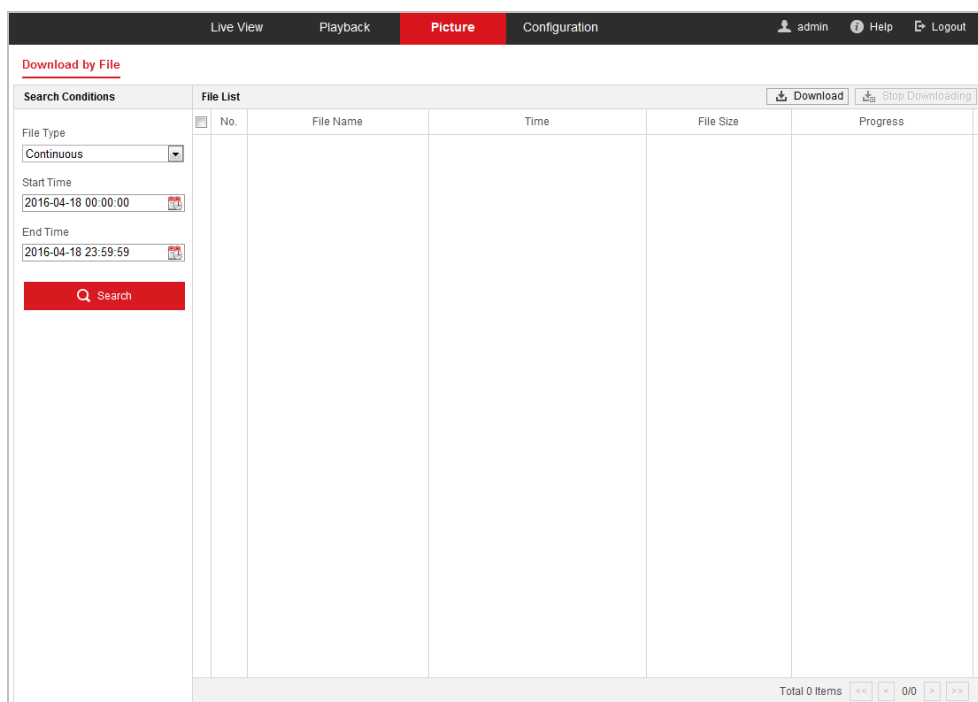 Live View Playback Picture Configuration admin Help Logout
Download by File
Search Conditions
File List Download Stop Downloading
No. File Name Time File Size Progress
File Type
Continuous
Start Time
2016-04-18 00:00:00
End Time
2016-04-18 23:59:59
Search
Total 0 Items << < 0/0 > >>